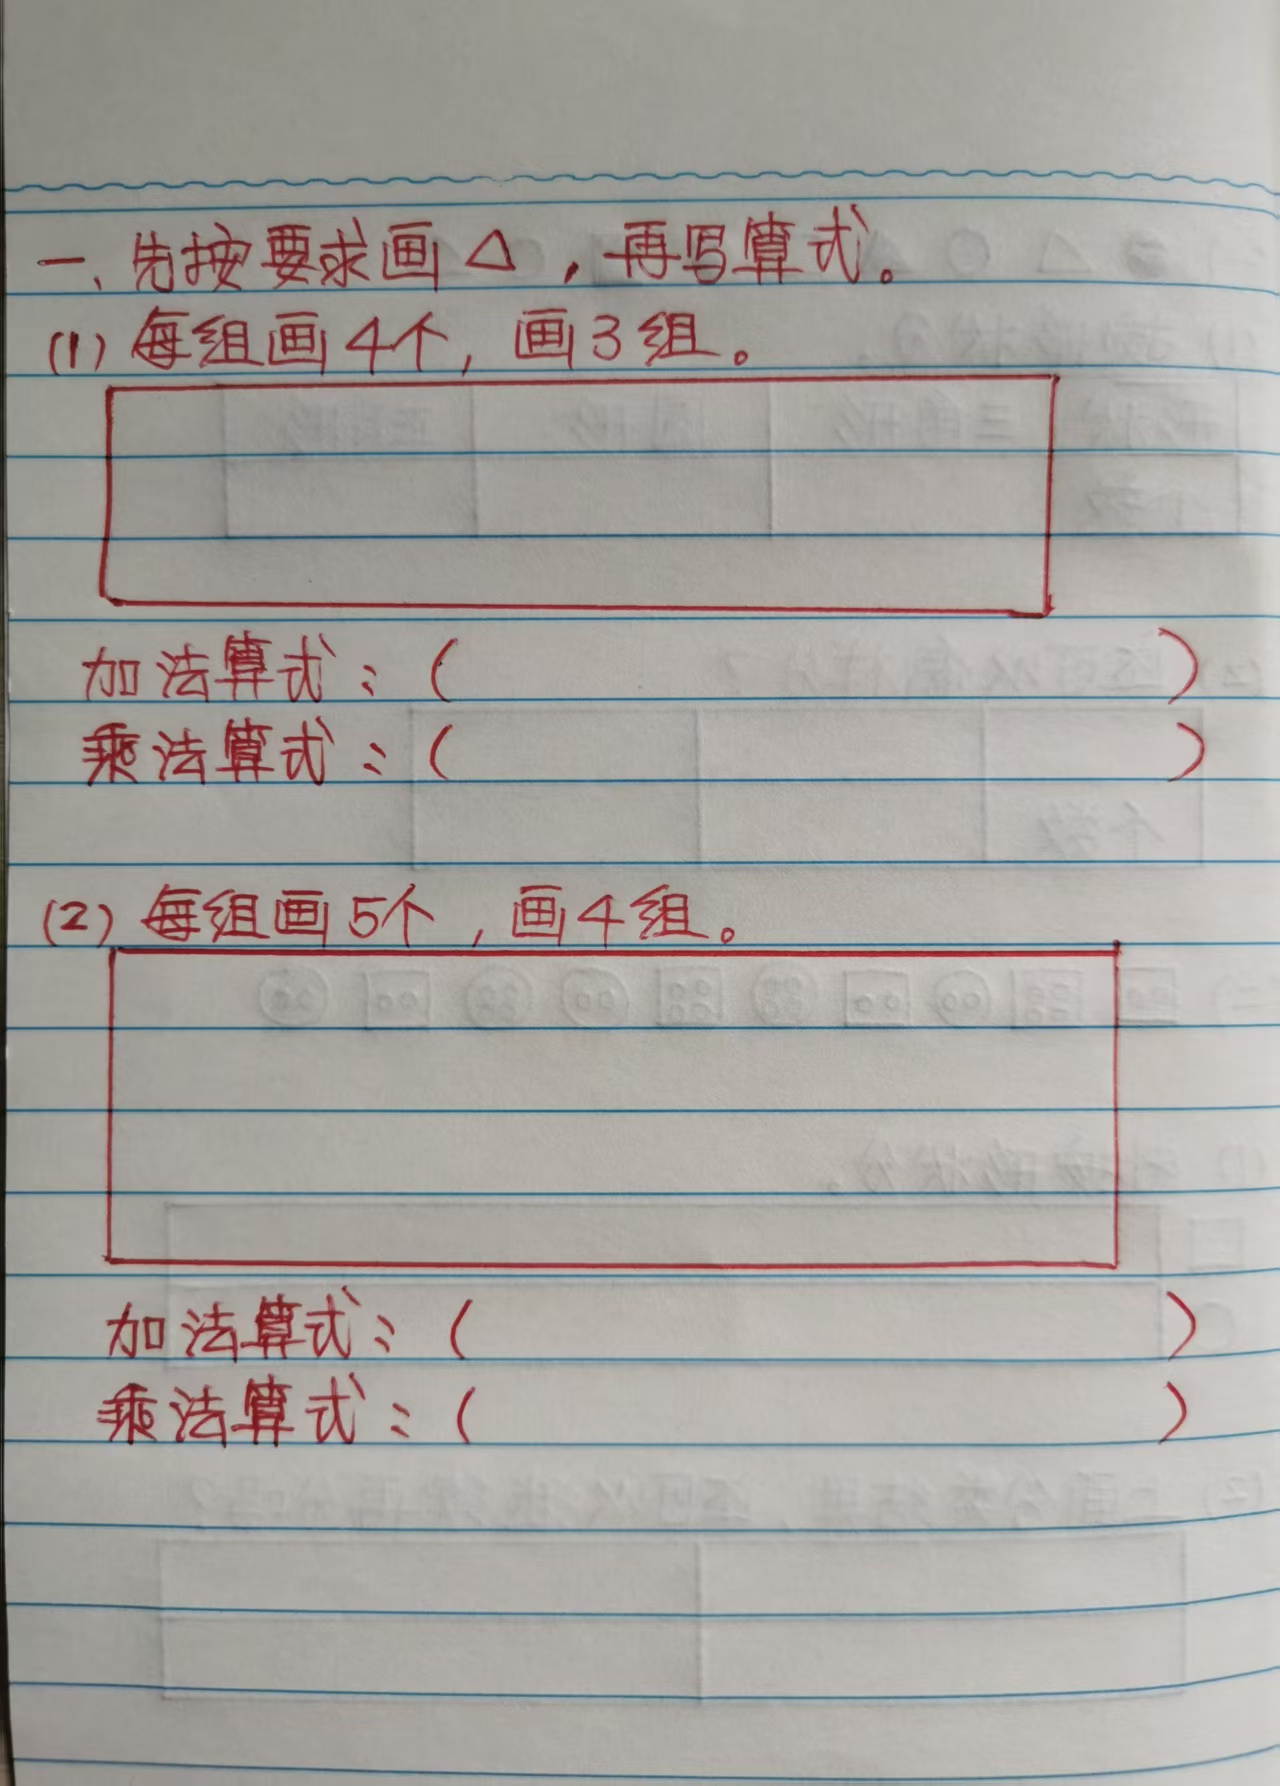 一、先按要求画△，再写算式。
(1) 每组画4个，画3组。
加法算式：(                    )
乘法算式：(                    )
(2) 每组画5个，画4组。
加法算式：(                    )
乘法算式：(                    )